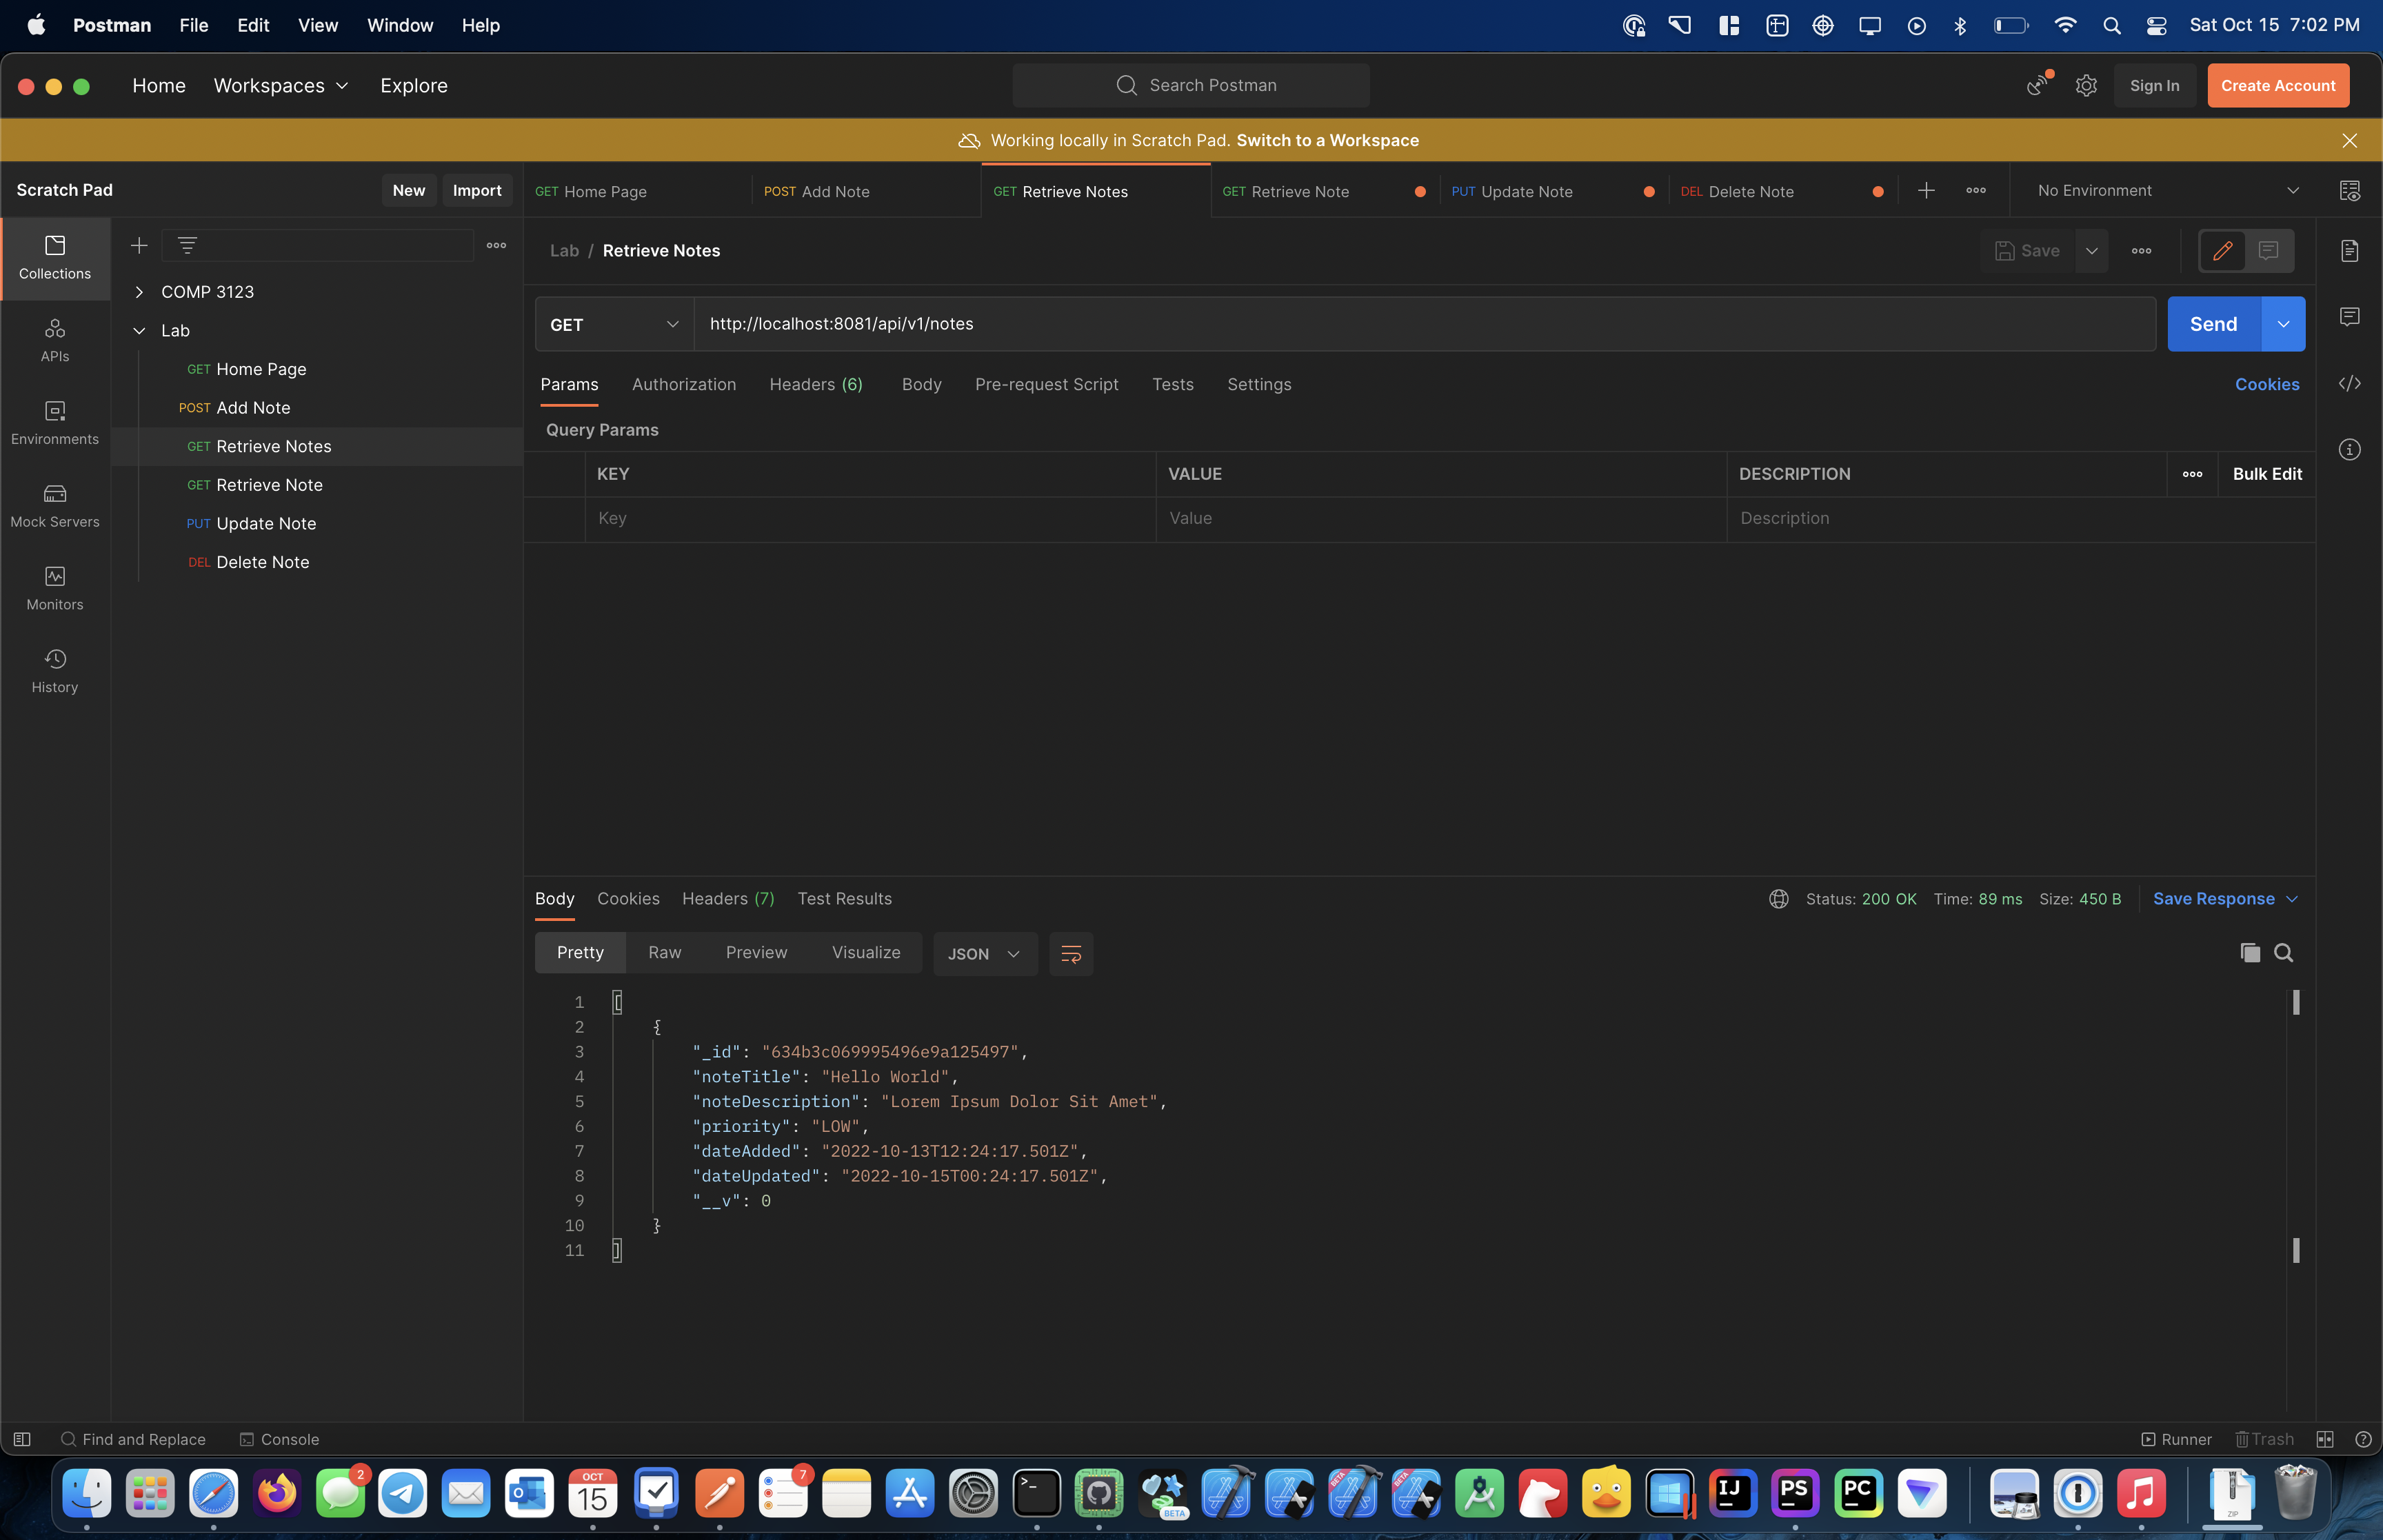 Postman File Edit View Window Help Sat Oct 15 7:02 PM
Home Workspaces Explore Search Postman Sign In Create Account
Working locally in Scratch Pad. Switch to a Workspace
Scratch Pad New Import GET Home Page POST Add Note GET Retrieve Notes GET Retrieve Note PUT Update Note DEL Delete Note No Environment
Collections
APIs
Environments
Mock Servers
Monitors
History
COMP 3123
Lab
GET Home Page
POST Add Note
GET Retrieve Notes
GET Retrieve Note
PUT Update Note
DEL Delete Note
Lab / Retrieve Notes Save
GET http://localhost:8081/api/v1/notes Send
Params Authorization Headers (6) Body Pre-request Script Tests Settings Cookies
Query Params
KEY VALUE DESCRIPTION Bulk Edit
Key Value Description
Body Cookies Headers (7) Test Results Status: 200 OK Time: 89 ms Size: 450 B Save Response
Pretty Raw Preview Visualize JSON
1 [
2 {
3 "_id": "634b3c069995496e9a125497",
4 "noteTitle": "Hello World",
5 "noteDescription": "Lorem Ipsum Dolor Sit Amet",
6 "priority": "LOW",
7 "dateAdded": "2022-10-13T12:24:17.501Z",
8 "dateUpdated": "2022-10-15T00:24:17.501Z",
9 "__v": 0
10 }
11 ]
Find and Replace Console Runner Trash
2 OCT 15 7 BETA BETA BETA IJ PS PC ZIP